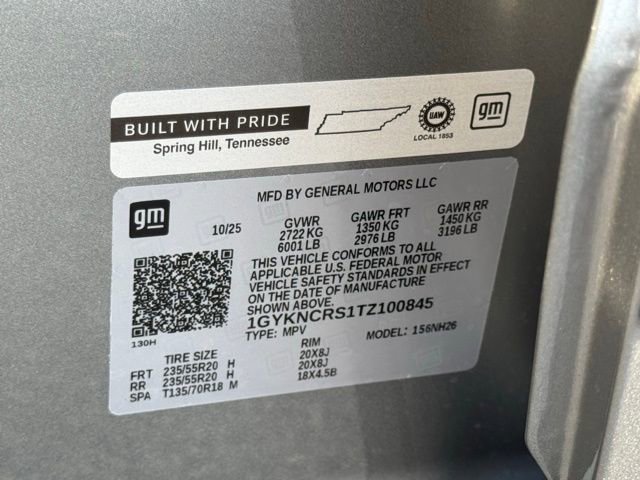 BUILT WITH PRIDE
Spring Hill, Tennessee
UAW
LOCAL 1853
gm
gm
MFD BY GENERAL MOTORS LLC
10/25
GVWR GAWR FRT GAWR RR
2722 KG 1350 KG 1450 KG
6001 LB 2976 LB 3196 LB
THIS VEHICLE CONFORMS TO ALL
APPLICABLE U.S. FEDERAL MOTOR
VEHICLE SAFETY STANDARDS IN EFFECT
ON THE DATE OF MANUFACTURE
SHOWN ABOVE.
1GYKNCRS1TZ100845
TYPE: MPV MODEL: 156NH26
130H
TIRE SIZE RIM
FRT 235/55R20 H 20X8J
RR 235/55R20 H 20X8J
SPA T135/70R18 M 18X4.5B